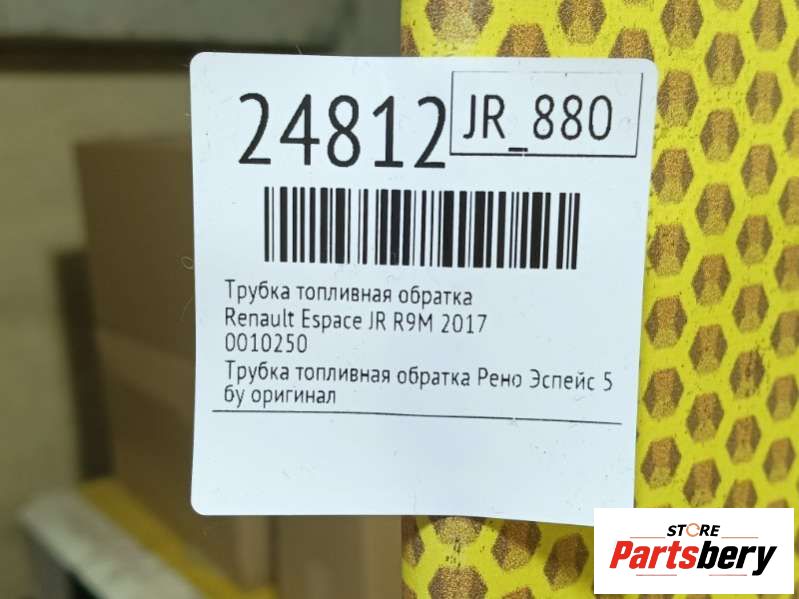 24812
JR_880
Трубка топливная обратка
Renault Espace JR R9M 2017
0010250
Трубка топливная обратка Рено Эспейс 5
бу оригинал
STORE
Partsbery